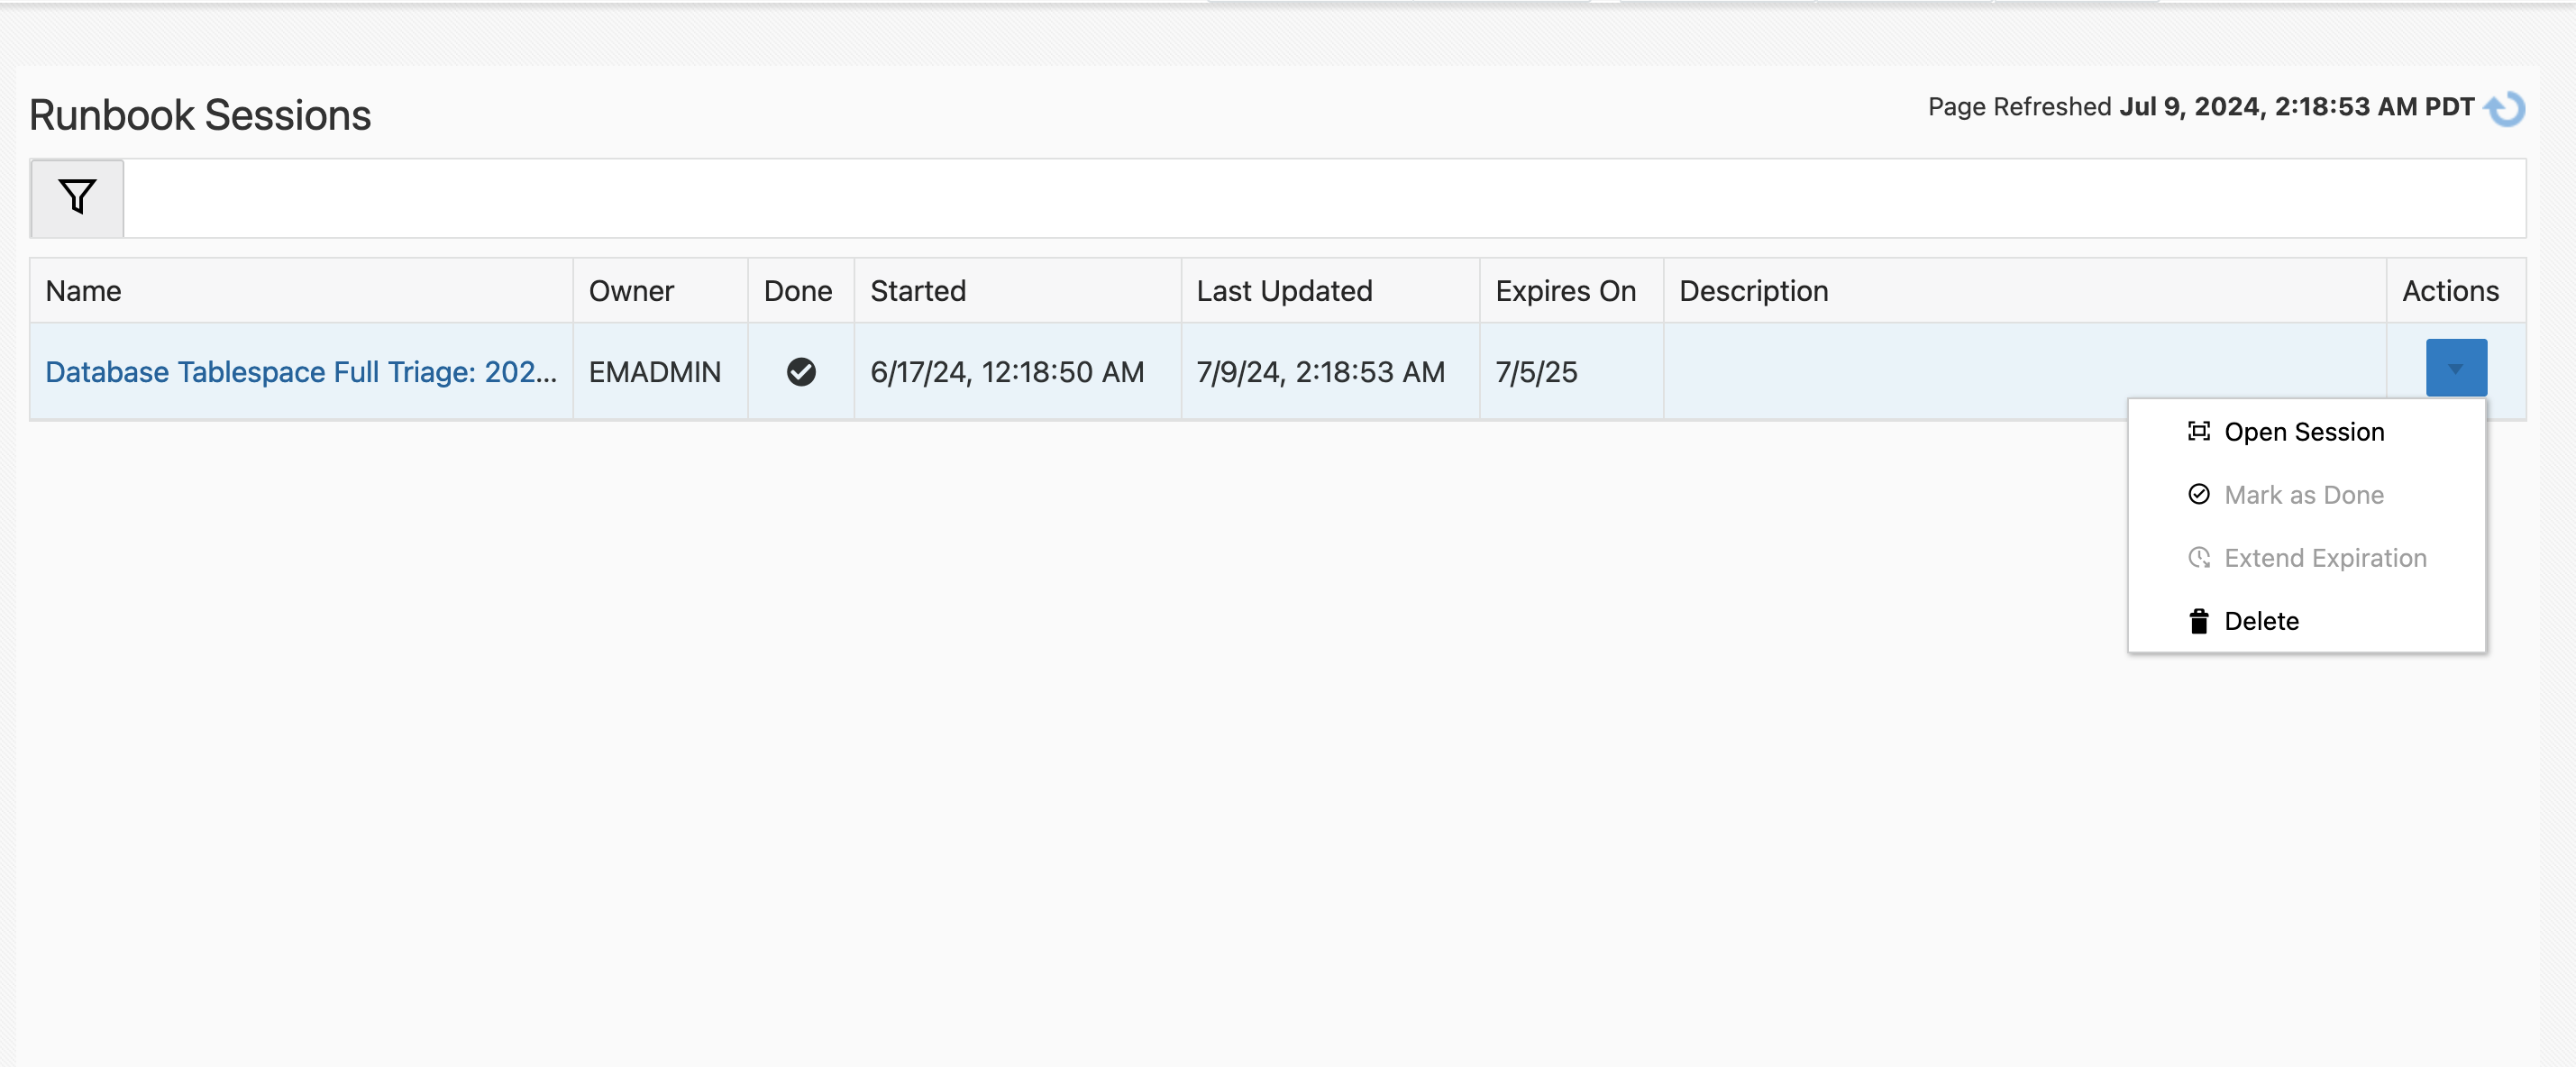 Runbook Sessions
Page Refreshed Jul 9, 2024, 2:18:53 AM PDT
Name Owner Done Started Last Updated Expires On Description Actions
Database Tablespace Full Triage: 202... EMADMIN 6/17/24, 12:18:50 AM 7/9/24, 2:18:53 AM 7/5/25
Open Session
Mark as Done
Extend Expiration
Delete